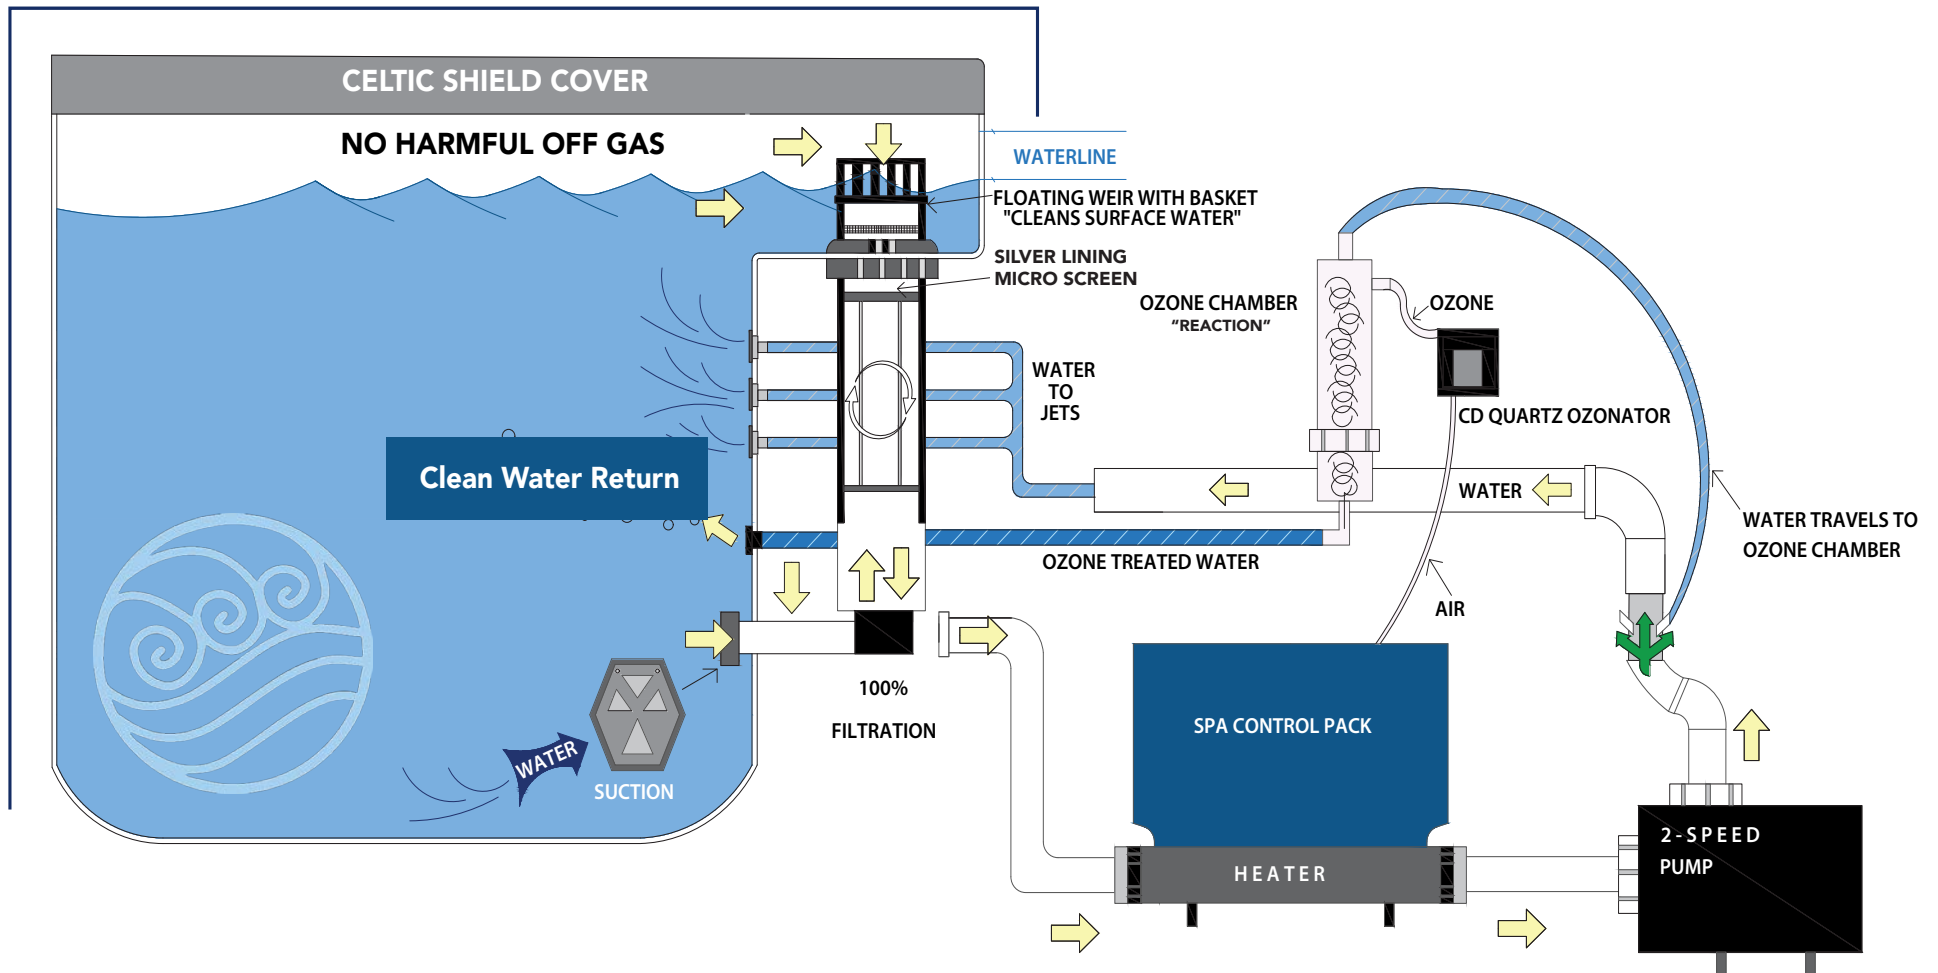 CELTIC SHIELD COVER
NO HARMFUL OFF GAS
WATERLINE
FLOATING WEIR WITH BASKET
"CLEANS SURFACE WATER"
SILVER LINING
MICRO SCREEN
OZONE CHAMBER
“REACTION”
OZONE
WATER
TO
JETS
CD QUARTZ OZONATOR
Clean Water Return
WATER
WATER TRAVELS TO
OZONE CHAMBER
OZONE TREATED WATER
AIR
100%
FILTRATION
SPA CONTROL PACK
WATER
SUCTION
2-SPEED
PUMP
HEATER